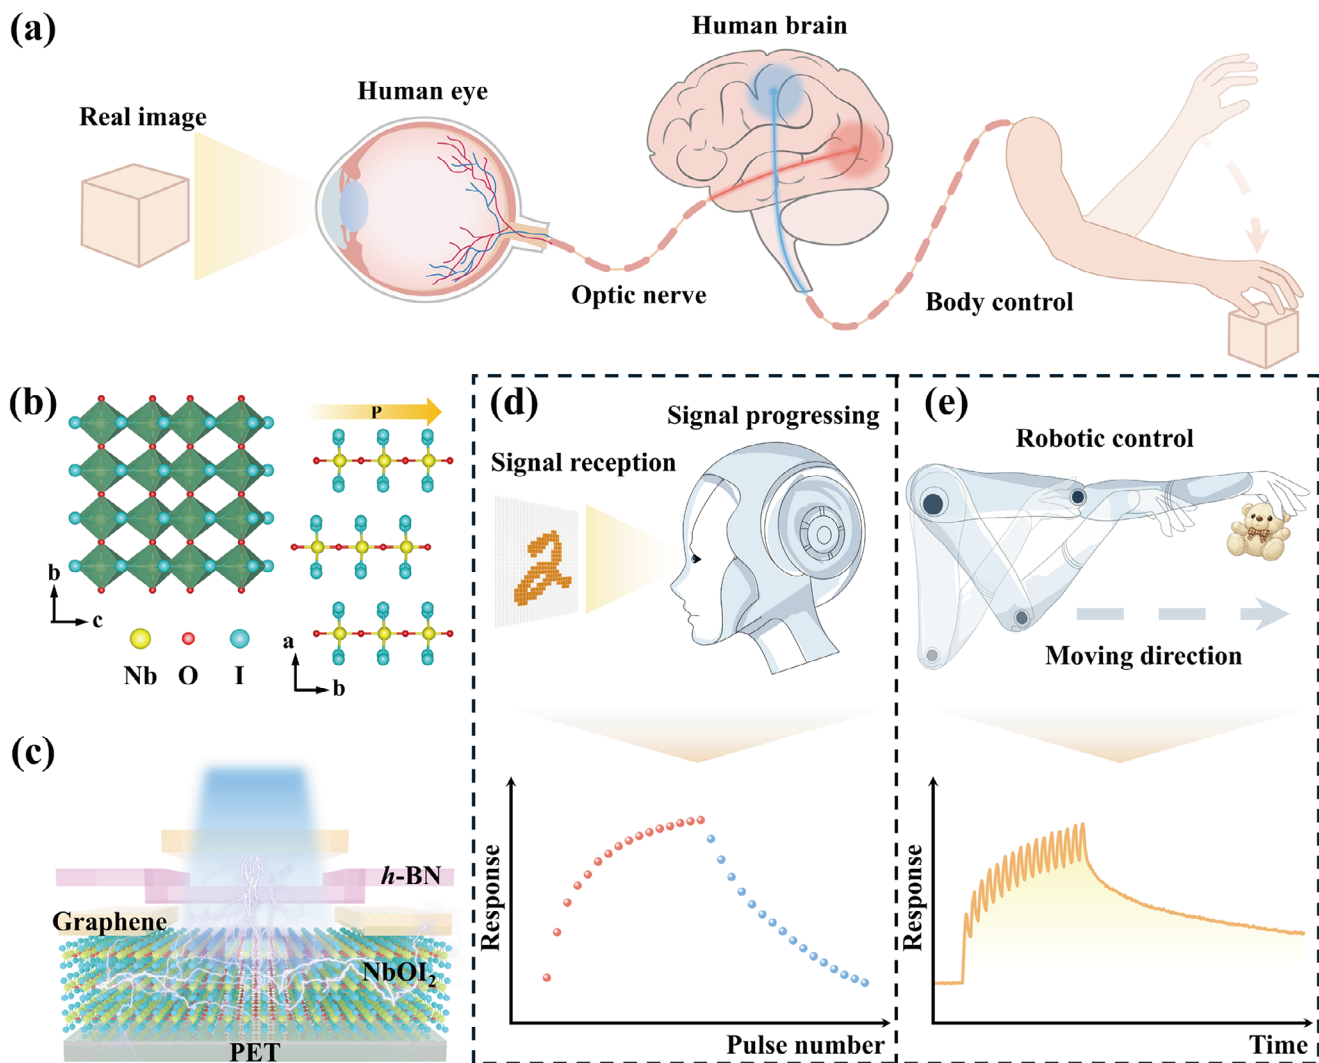 (a)
Real image
Human eye
Optic nerve
Human brain
Body control
(b)
b
c
Nb O I
P
a
b
(c)
h-BN
Graphene
NbOI₂
PET
(d)
Signal progressing
Signal reception
Response
Pulse number
(e)
Robotic control
Moving direction
Response
Time